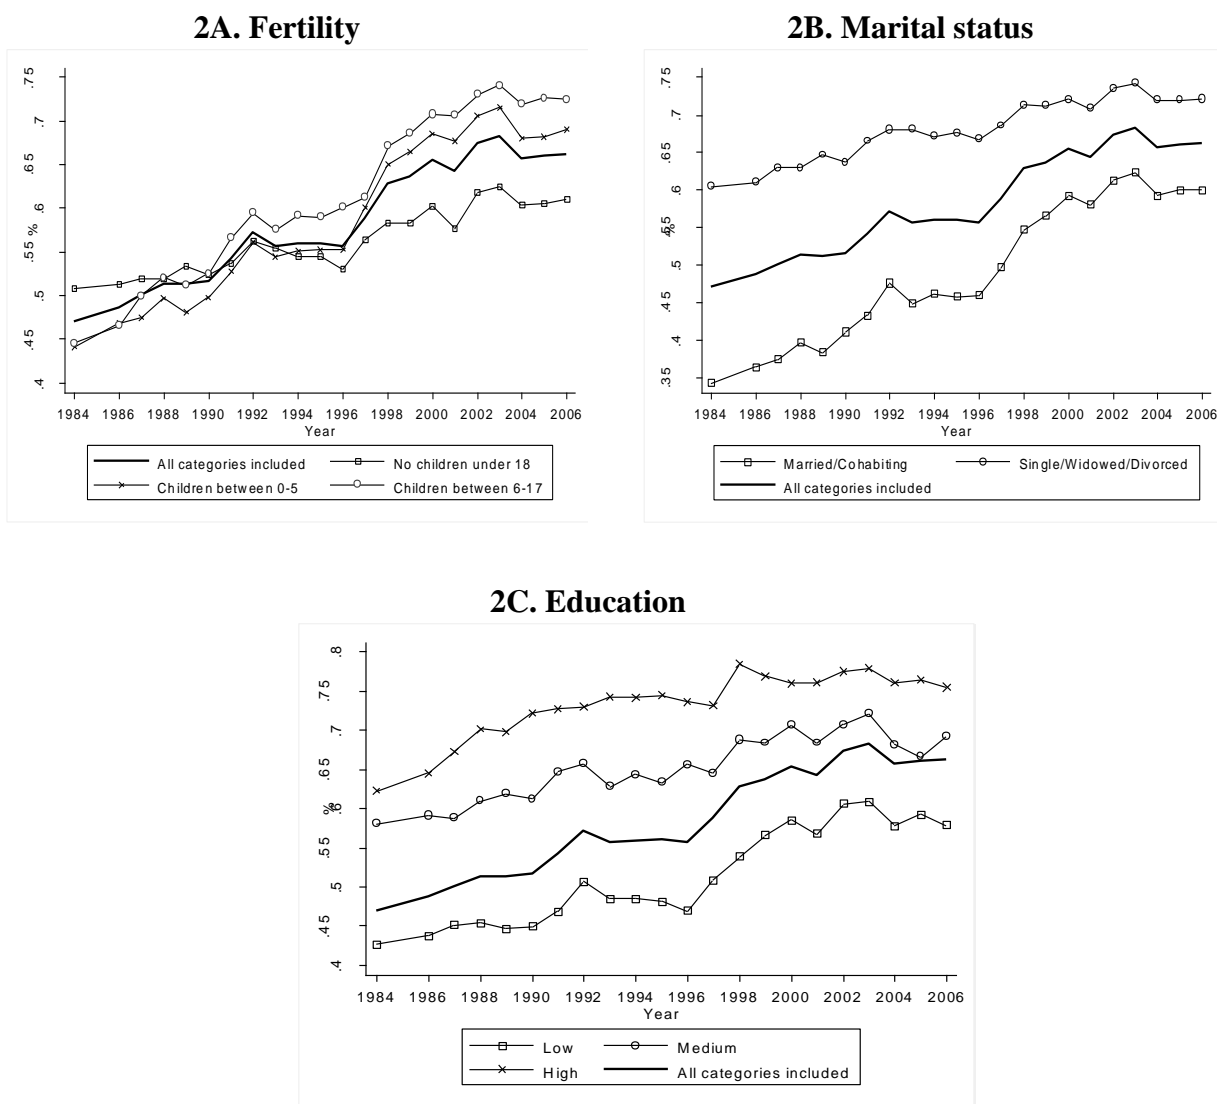 2A. Fertility
.75
.7
.65
.6
.55
%
.5
.45
.4
1984 1986 1988 1990 1992 1994 1996 1998 2000 2002 2004 2006
Year
All categories included No children under 18
Children between 0-5 Children between 6-17
2B. Marital status
.75
.7
.65
.6
.55
%
.5
.45
.4
.35
1984 1986 1988 1990 1992 1994 1996 1998 2000 2002 2004 2006
Year
Married/Cohabiting Single/Widowed/Divorced
All categories included
2C. Education
.8
.75
.7
.65
.6
%
.55
.5
.45
.4
1984 1986 1988 1990 1992 1994 1996 1998 2000 2002 2004 2006
Year
Low Medium
High All categories included